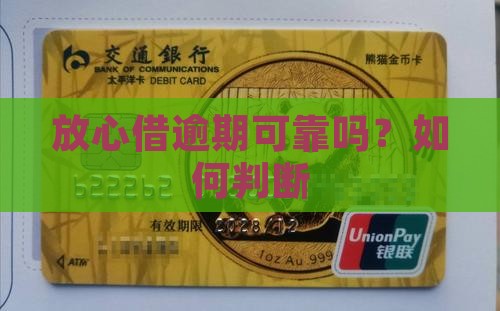 交通銀行
BANK OF COMMUNICATIONS
太平洋卡 DEBIT CARD
熊猫金币卡
放心借逾期可靠吗？如
何判断
622262
有效期限 2028/12
1oz Au.999
ATM
UnionPay
银联